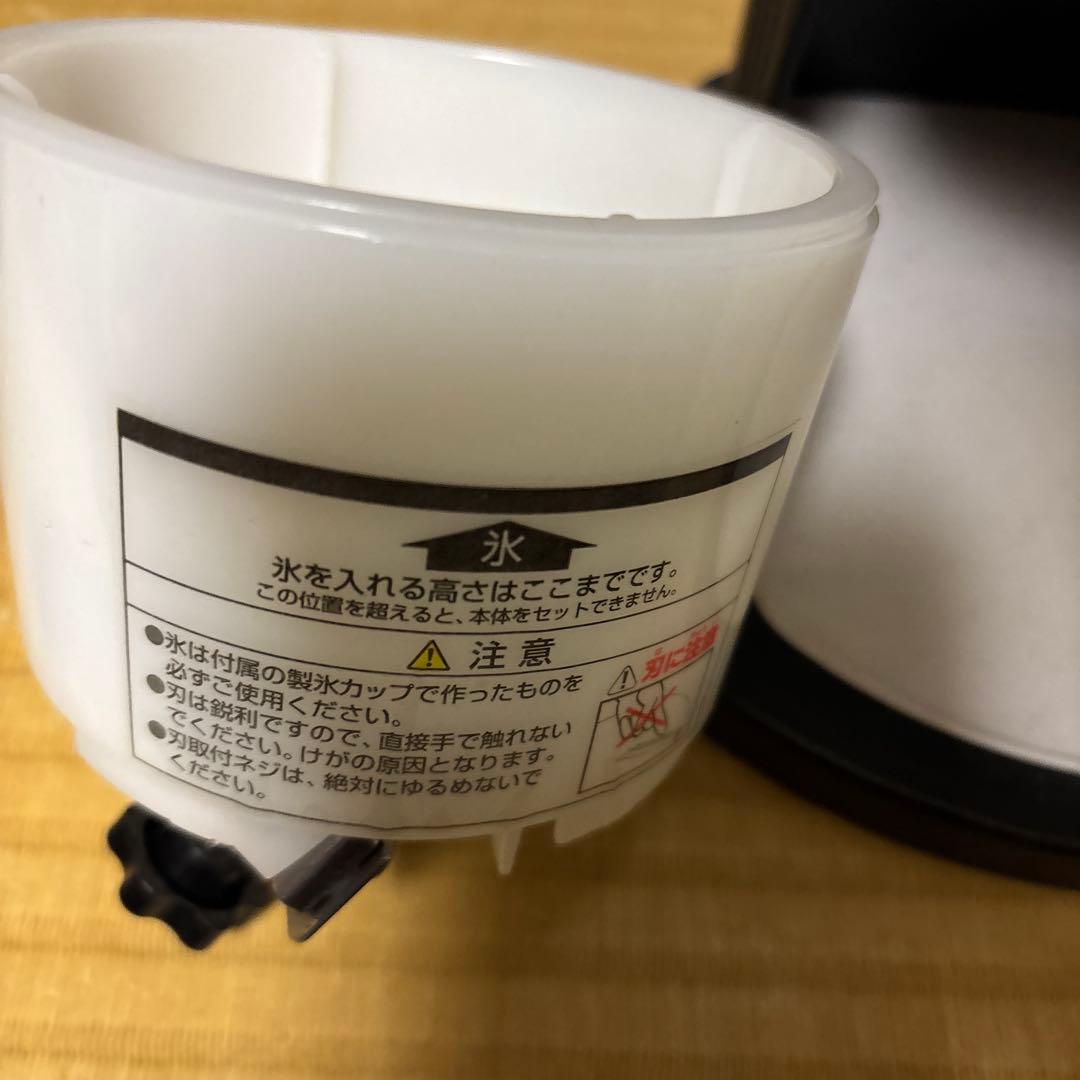 氷
氷を入れる高さはここまでです。
この位置を超えると、本体をセットできません。
注意
●氷は付属の製氷カップで作ったものを
必ずご使用ください。
●刃は鋭利ですので、直接手で触れない
でください。けがの原因となります。
●刃取付ネジは、絶対にゆるめないで
ください。
刃に注意